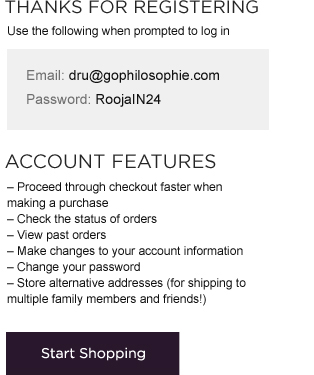 THANKS FOR REGISTERING
Use the following when prompted to log in
Email: dru@gophilosophie.com
Password: RoojaIN24
ACCOUNT FEATURES
– Proceed through checkout faster when
making a purchase
– Check the status of orders
– View past orders
– Make changes to your account information
– Change your password
– Store alternative addresses (for shipping to
multiple family members and friends!)
Start Shopping